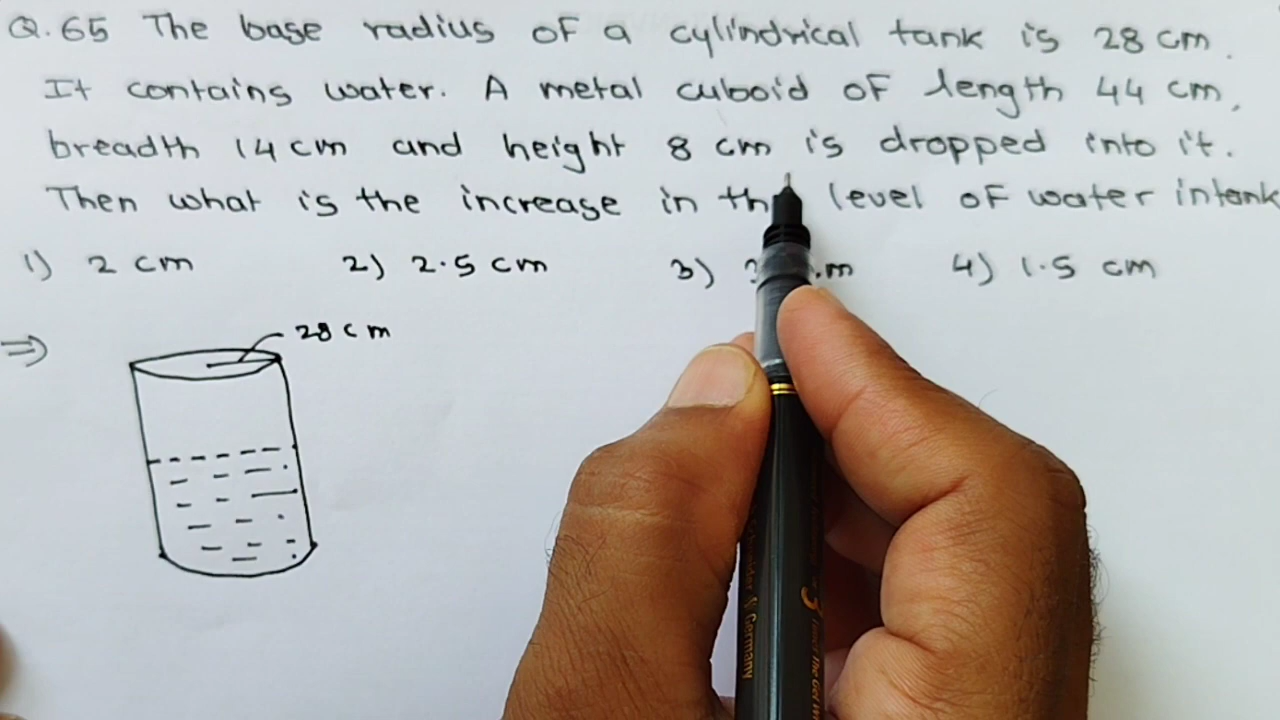 Q.65 The base radius of a cylindrical tank is 28 cm.
It contains water. A metal cuboid of length 44 cm,
breadth 14 cm and height 8 cm is dropped into it.
Then what is the increase in level of water in tank
1) 2 cm 2) 2.5 cm 3) 4) 1.5 cm
⇒ 28 cm
Schneider Germany